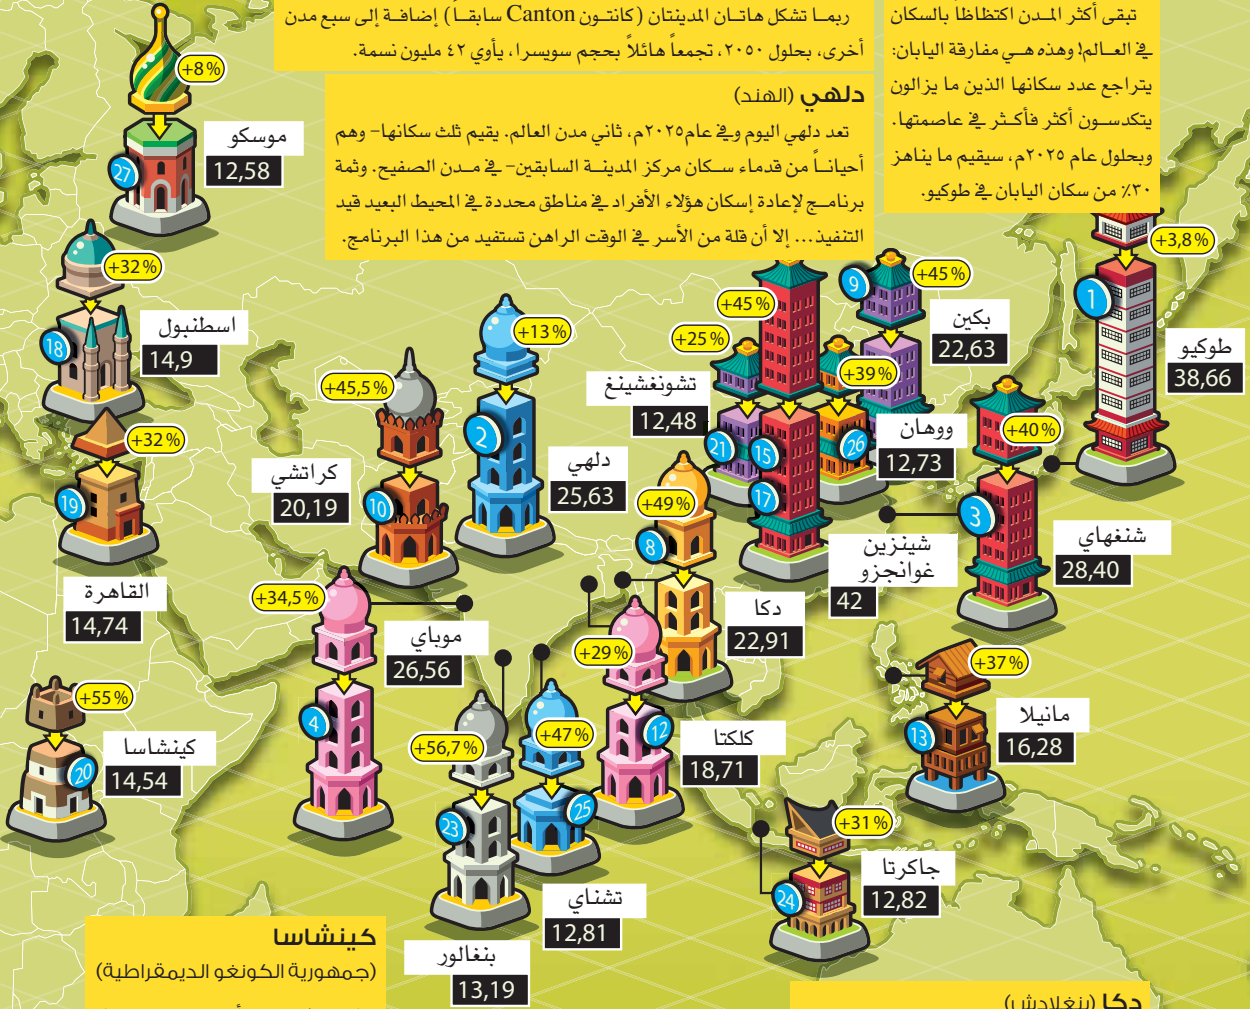 تبقى أكثر المدن اكتظاظاً بالسكان
في العالم! وهذه هي مفارقة اليابان:
يتراجع عدد سكانها الذين ما يزالون
يتكدسون أكثر فأكثر في عاصمتها.
وبحلول عام ٢٠٢٥م، سيقيم ما يناهز
٣٠٪ من سكان اليابان في طوكيو.
ربما تشكل هاتان المدينتان (كانتون Canton سابقاً) إضافة إلى سبع مدن
أخرى، بحلول ٢٠٥٠، تجمعاً هائلاً بحجم سويسرا، يأوي ٤٢ مليون نسمة.
دلهي (الهند)
تعد دلهي اليوم وفي عام٢٠٢٥م، ثاني مدن العالم. يقيم ثلث سكانها- وهم
أحياناً من قدماء سكان مركز المدينة السابقين- في مدن الصفيح. وثمة
برنامج لإعادة إسكان هؤلاء الأفراد في مناطق محددة في المحيط البعيد قيد
التنفيذ... إلا أن قلة من الأسر في الوقت الراهن تستفيد من هذا البرنامج.
+8%
27
موسكو
12,58
+32%
18
اسطنبول
14,9
+32%
19
القاهرة
14,74
+55%
20
كينشاسا
14,54
+45,5%
10
كراتشي
20,19
+13%
2
دلهي
25,63
+34,5%
4
موباي
26,56
+56,7%
23
بنغالور
13,19
+47%
25
تشناي
12,81
+29%
12
كلكتا
18,71
+49%
8
دكا
22,91
+25%
21
تشونغشينغ
12,48
+45%
15
17
شينزين
غوانجزو
42
+39%
26
ووهان
12,73
+45%
9
بكين
22,63
+40%
3
شنغهاي
28,40
+3,8%
1
طوكيو
38,66
+37%
13
مانيلا
16,28
+31%
24
جاكرتا
12,82
كينشاسا
(جمهورية الكونغو الديمقراطية)
دكا (بنغلادش)